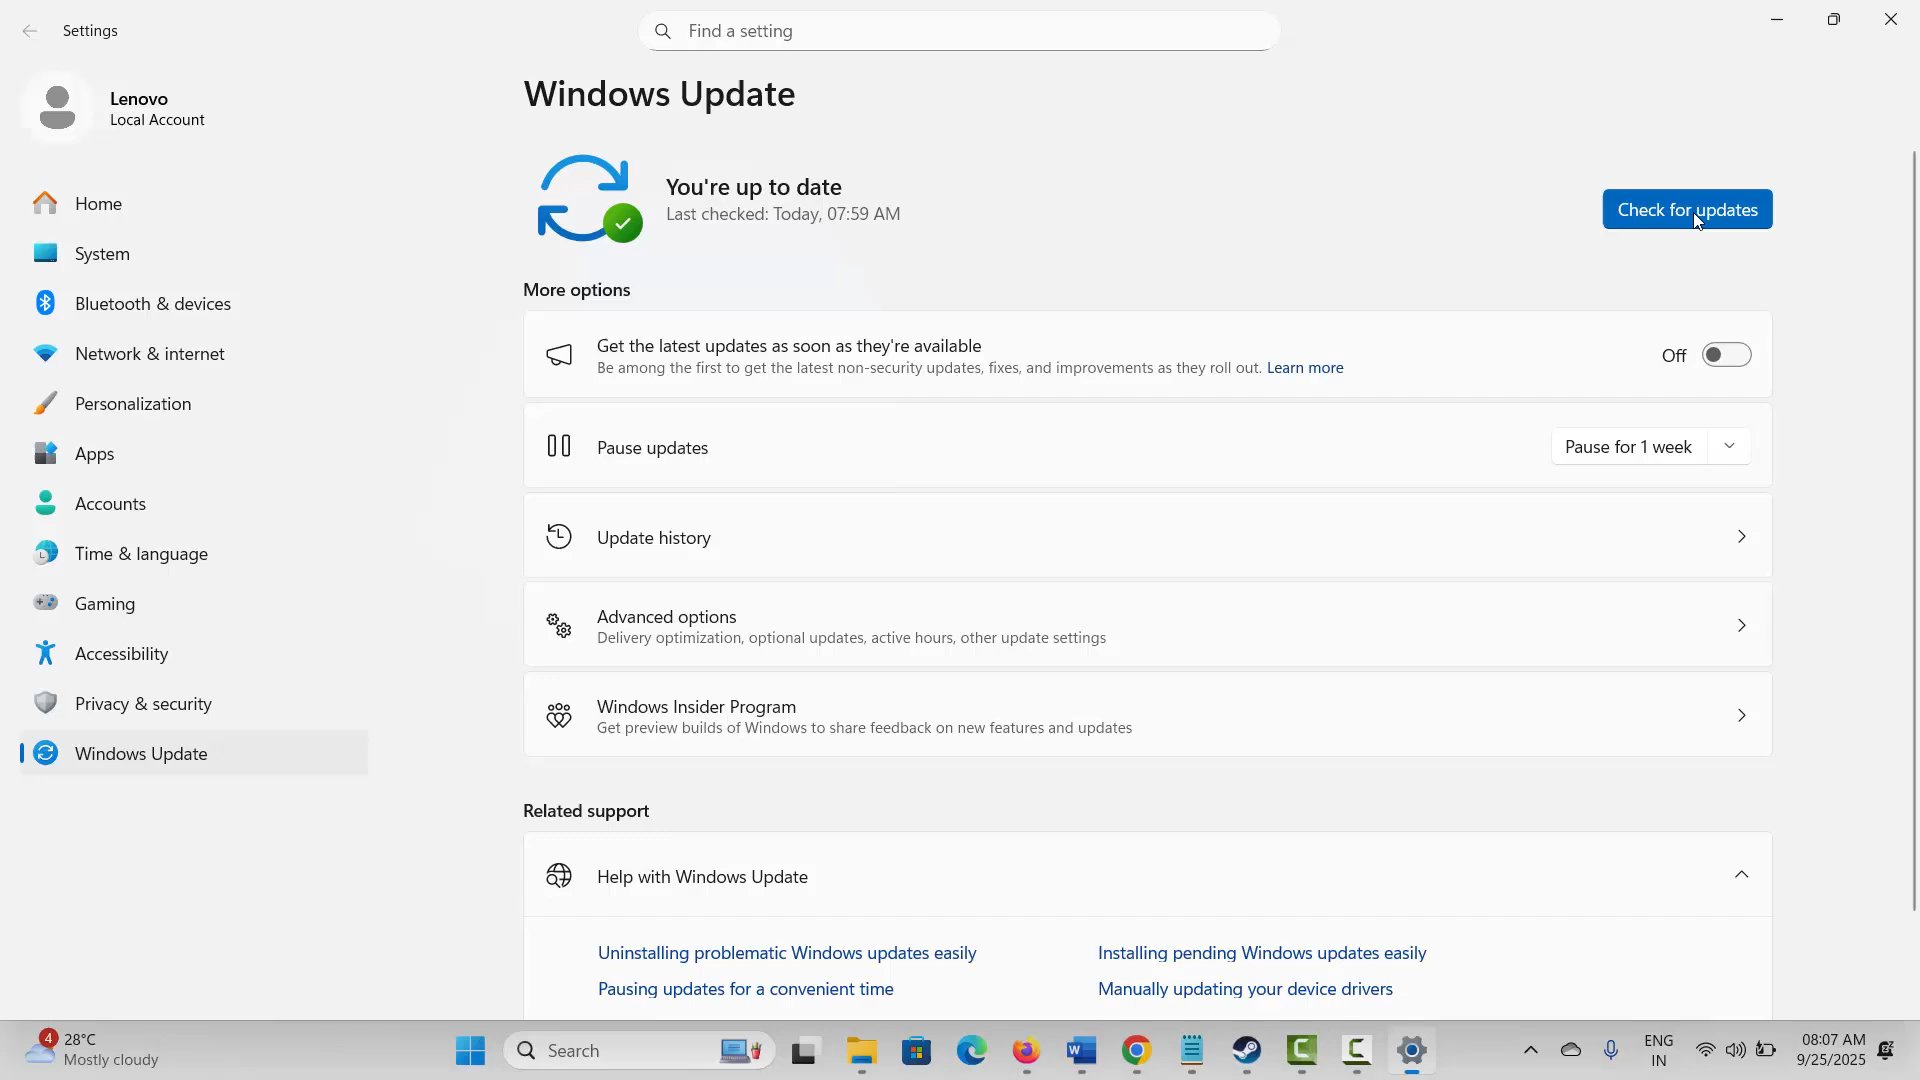 Settings
Find a setting
Lenovo
Local Account
Home
System
Bluetooth & devices
Network & internet
Personalization
Apps
Accounts
Time & language
Gaming
Accessibility
Privacy & security
Windows Update
Windows Update
You're up to date
Last checked: Today, 07:59 AM
Check for updates
More options
Get the latest updates as soon as they're available
Be among the first to get the latest non-security updates, fixes, and improvements as they roll out. Learn more
Off
Pause updates
Pause for 1 week
Update history
Advanced options
Delivery optimization, optional updates, active hours, other update settings
Windows Insider Program
Get preview builds of Windows to share feedback on new features and updates
Related support
Help with Windows Update
Uninstalling problematic Windows updates easily
Installing pending Windows updates easily
Pausing updates for a convenient time
Manually updating your device drivers
4
28°C
Mostly cloudy
Search
ENG
IN
08:07 AM
9/25/2025